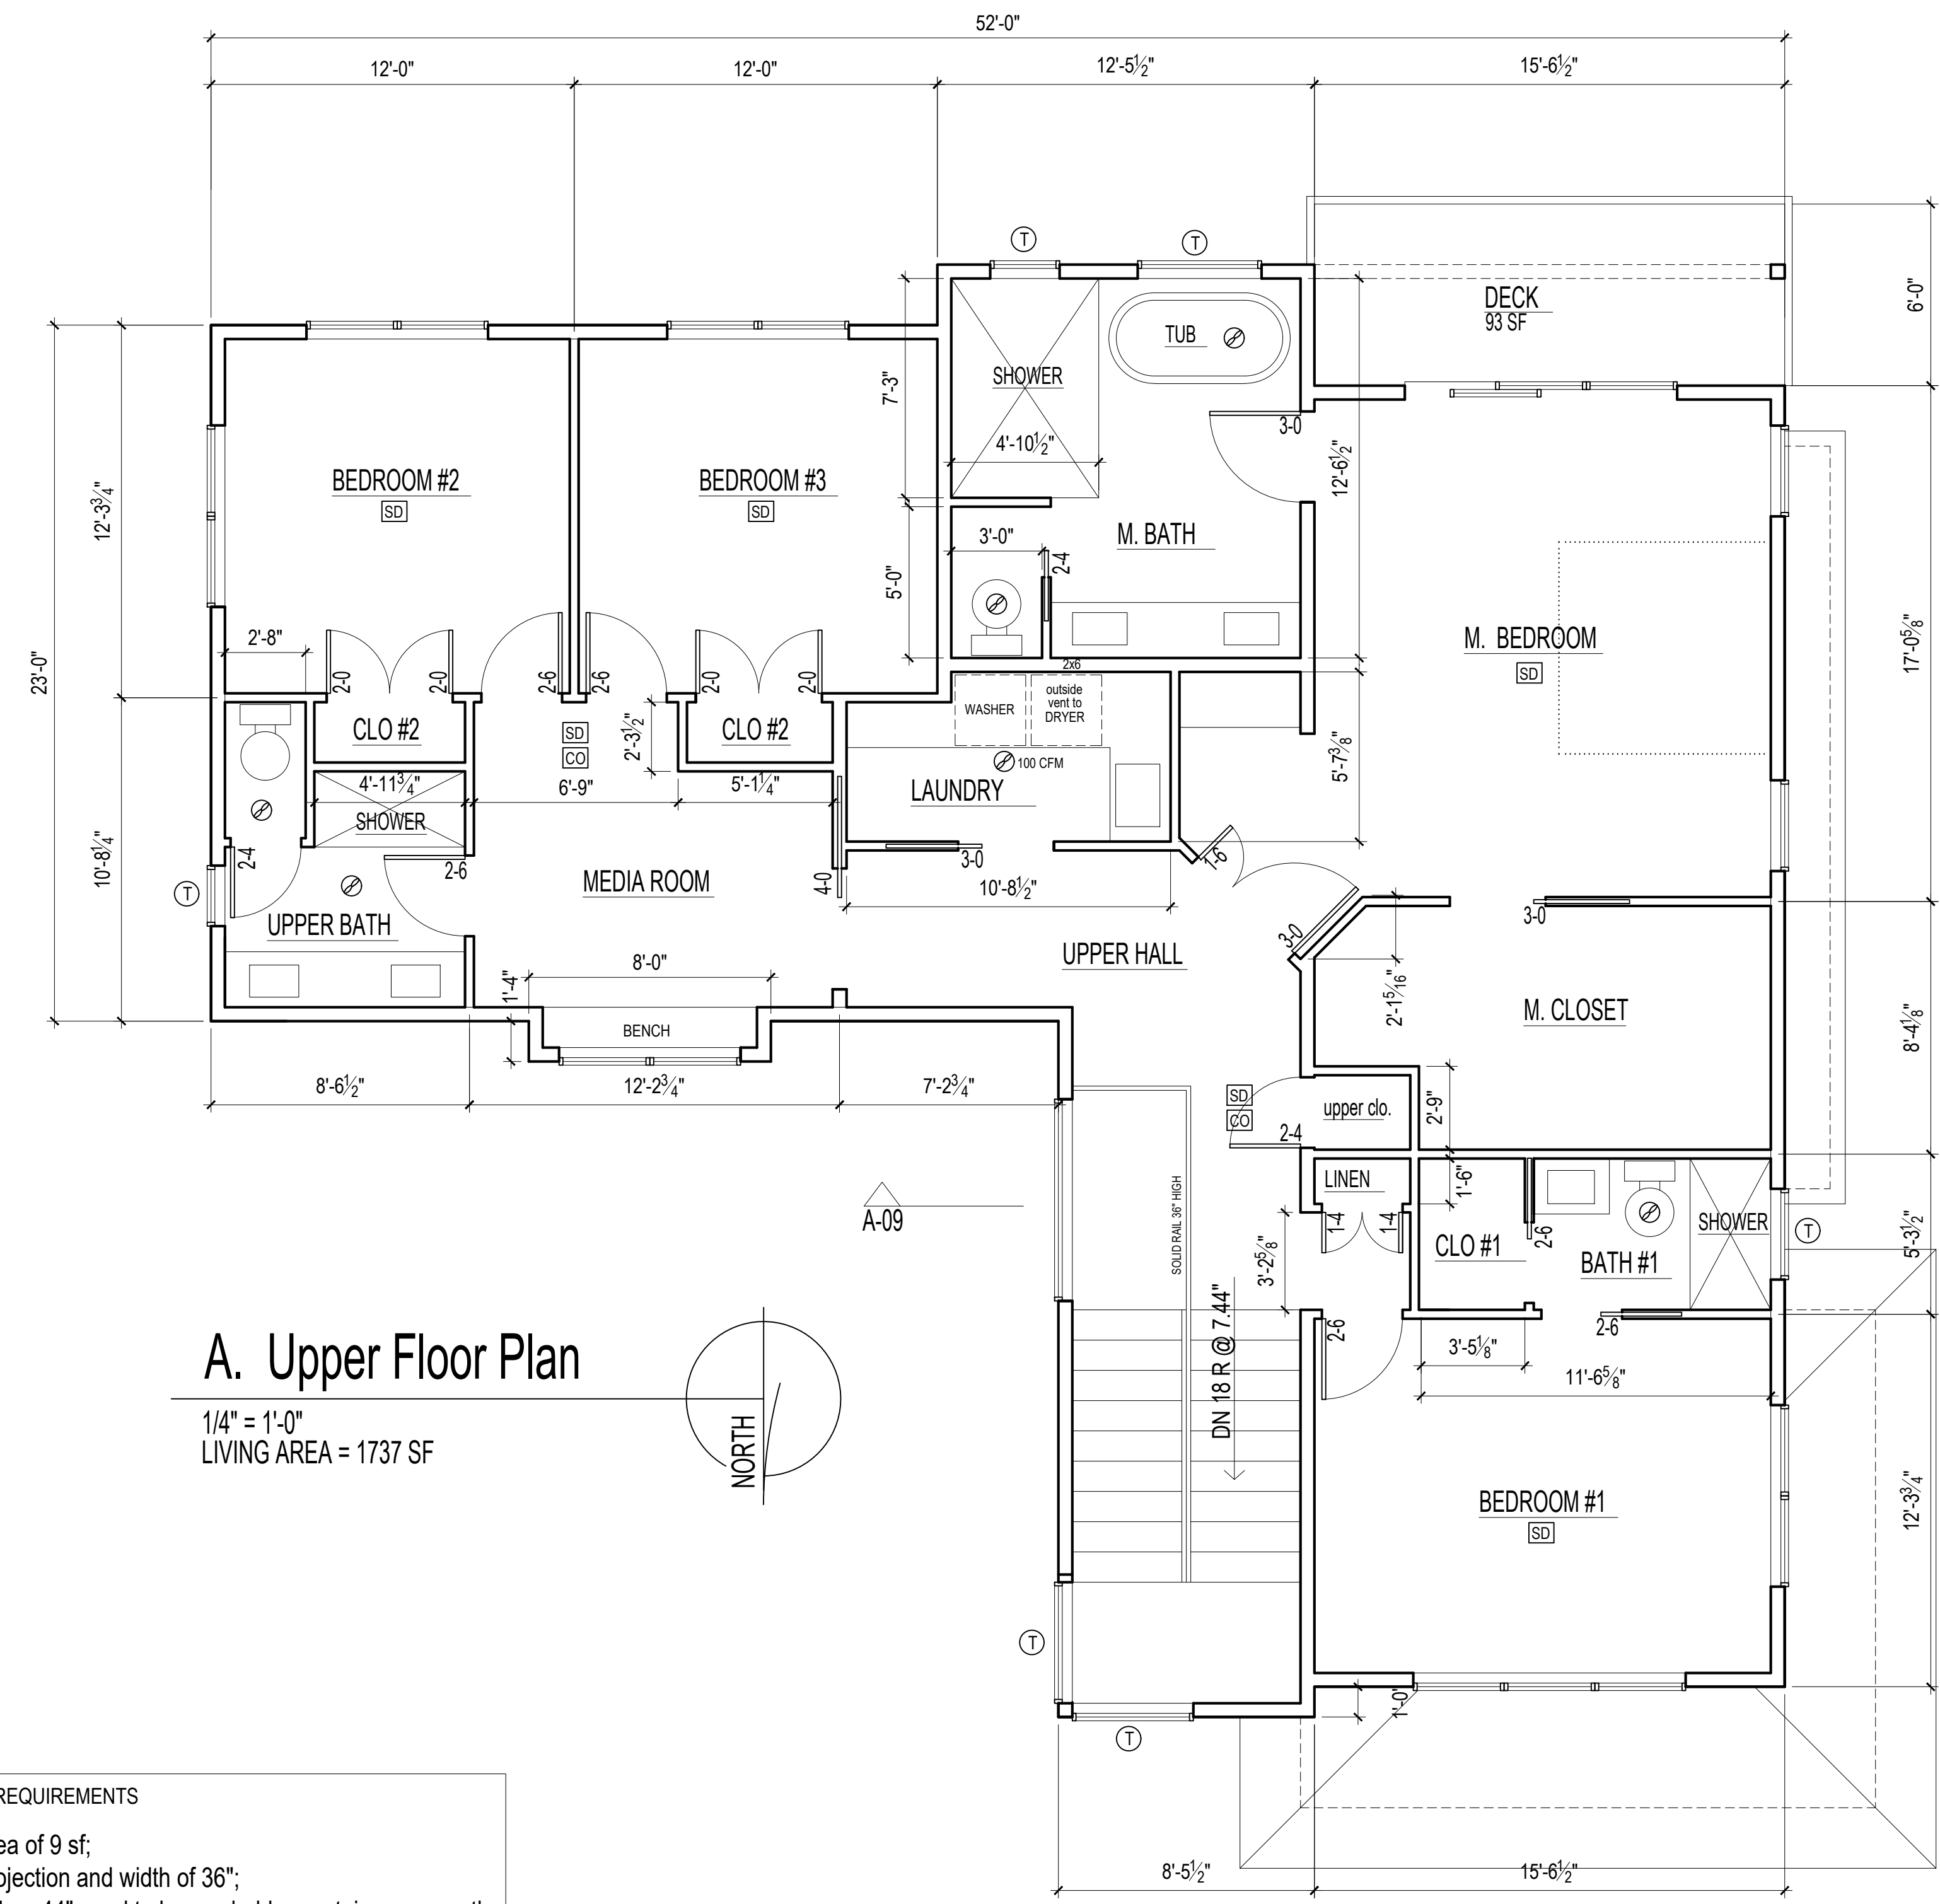 52'-0"
12'-0"
12'-0"
12'-5½"
15'-6½"
T
T
DECK
93 SF
6'-0"
TUB
SHOWER
7'-3"
4'-10½"
3-0
12'-6½"
BEDROOM #2
SD
BEDROOM #3
SD
12'-3¾"
23'-0"
3'-0"
2-4
M. BATH
5'-0"
M. BEDROOM
SD
17'-0⅝"
2'-8"
2-0
2-0
2-6
2-6
2-0
2-0
2x6
WASHER
outside
vent to
DRYER
CLO #2
SD
CO
2'-3½"
CLO #2
100 CFM
5'-7⅜"
4'-11¾"
6'-9"
5'-1¼"
LAUNDRY
SHOWER
10'-8¼"
2-4
2-6
T
3-0
1-6
MEDIA ROOM
4-0
10'-8½"
UPPER BATH
3-0
3-0
UPPER HALL
8'-0"
1'-4"
2'-1 5⁄16"
M. CLOSET
8'-4⅛"
BENCH
8'-6½"
12'-2¾"
7'-2¾"
SD
CO
upper clo.
2'-9"
2-4
LINEN
1'-6"
A-09
SOLID RAIL 36" HIGH
1-4
1-4
CLO #1
2-6
SHOWER
T
5'-3½"
BATH #1
3'-2⅝"
DN 18 R @ 7.44"
2-6
2-6
3'-5⅛"
11'-6⅝"
A. Upper Floor Plan
1/4" = 1'-0"
LIVING AREA = 1737 SF
NORTH
BEDROOM #1
SD
12'-3¾"
T
T
1'-0"
REQUIREMENTS
ea of 9 sf;
ojection and width of 36";
8'-5½"
15'-6½"